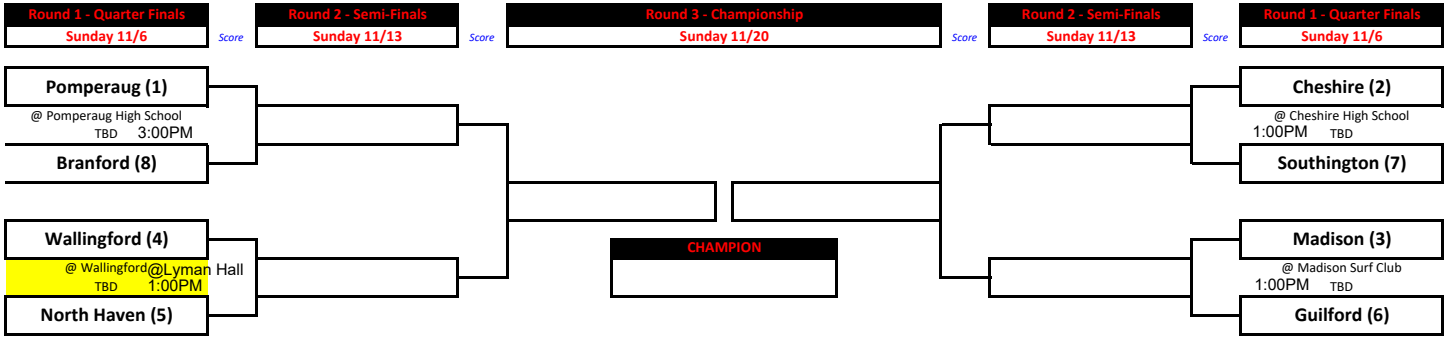 Round 1 - Quarter Finals
Sunday 11/6
Score
Round 2 - Semi-Finals
Sunday 11/13
Score
Round 3 - Championship
Sunday 11/20
Score
Round 2 - Semi-Finals
Sunday 11/13
Score
Round 1 - Quarter Finals
Sunday 11/6
Pomperaug (1)
@ Pomperaug High School
TBD 3:00PM
Branford (8)
Wallingford (4)
@ Wallingford@Lyman Hall
TBD 1:00PM
North Haven (5)
CHAMPION
Cheshire (2)
@ Cheshire High School
1:00PM TBD
Southington (7)
Madison (3)
@ Madison Surf Club
1:00PM TBD
Guilford (6)